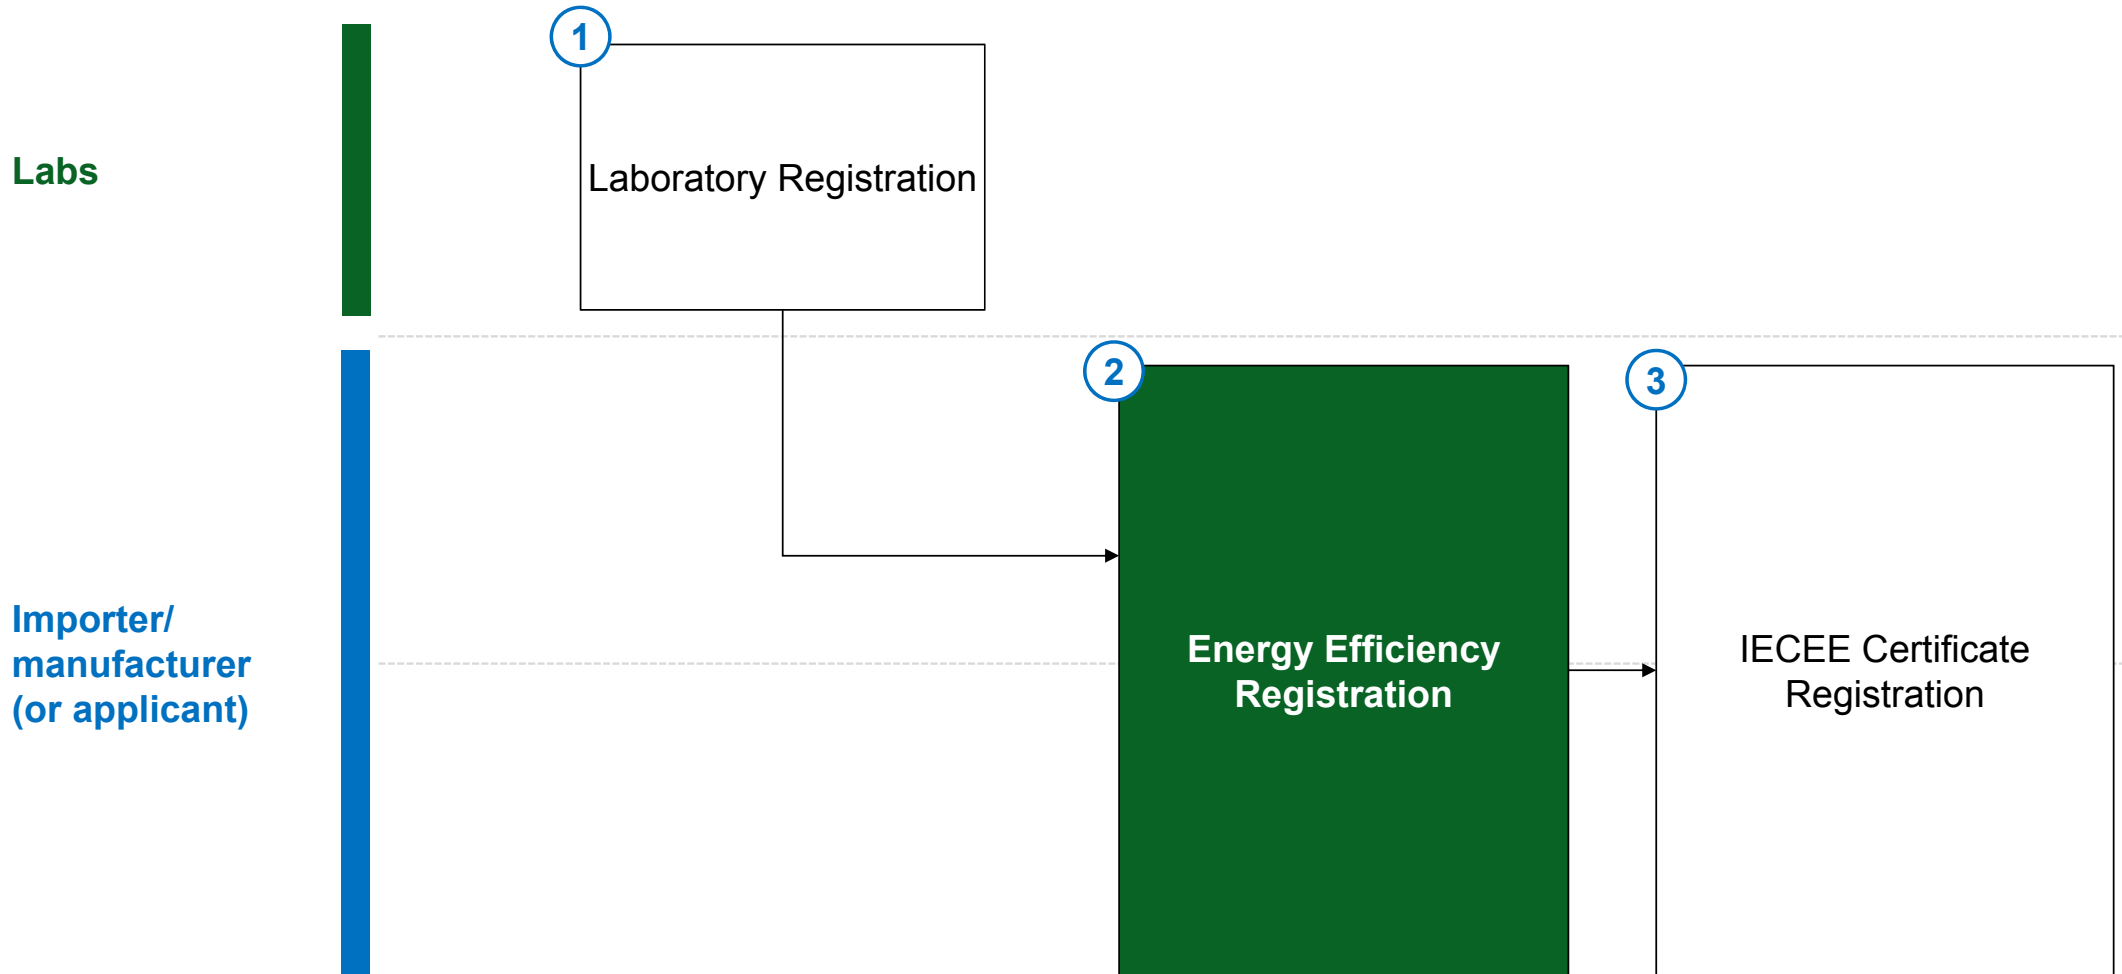 1
Labs
Laboratory Registration
2
3
Importer/
manufacturer
(or applicant)
Energy Efficiency
Registration
IECEE Certificate
Registration